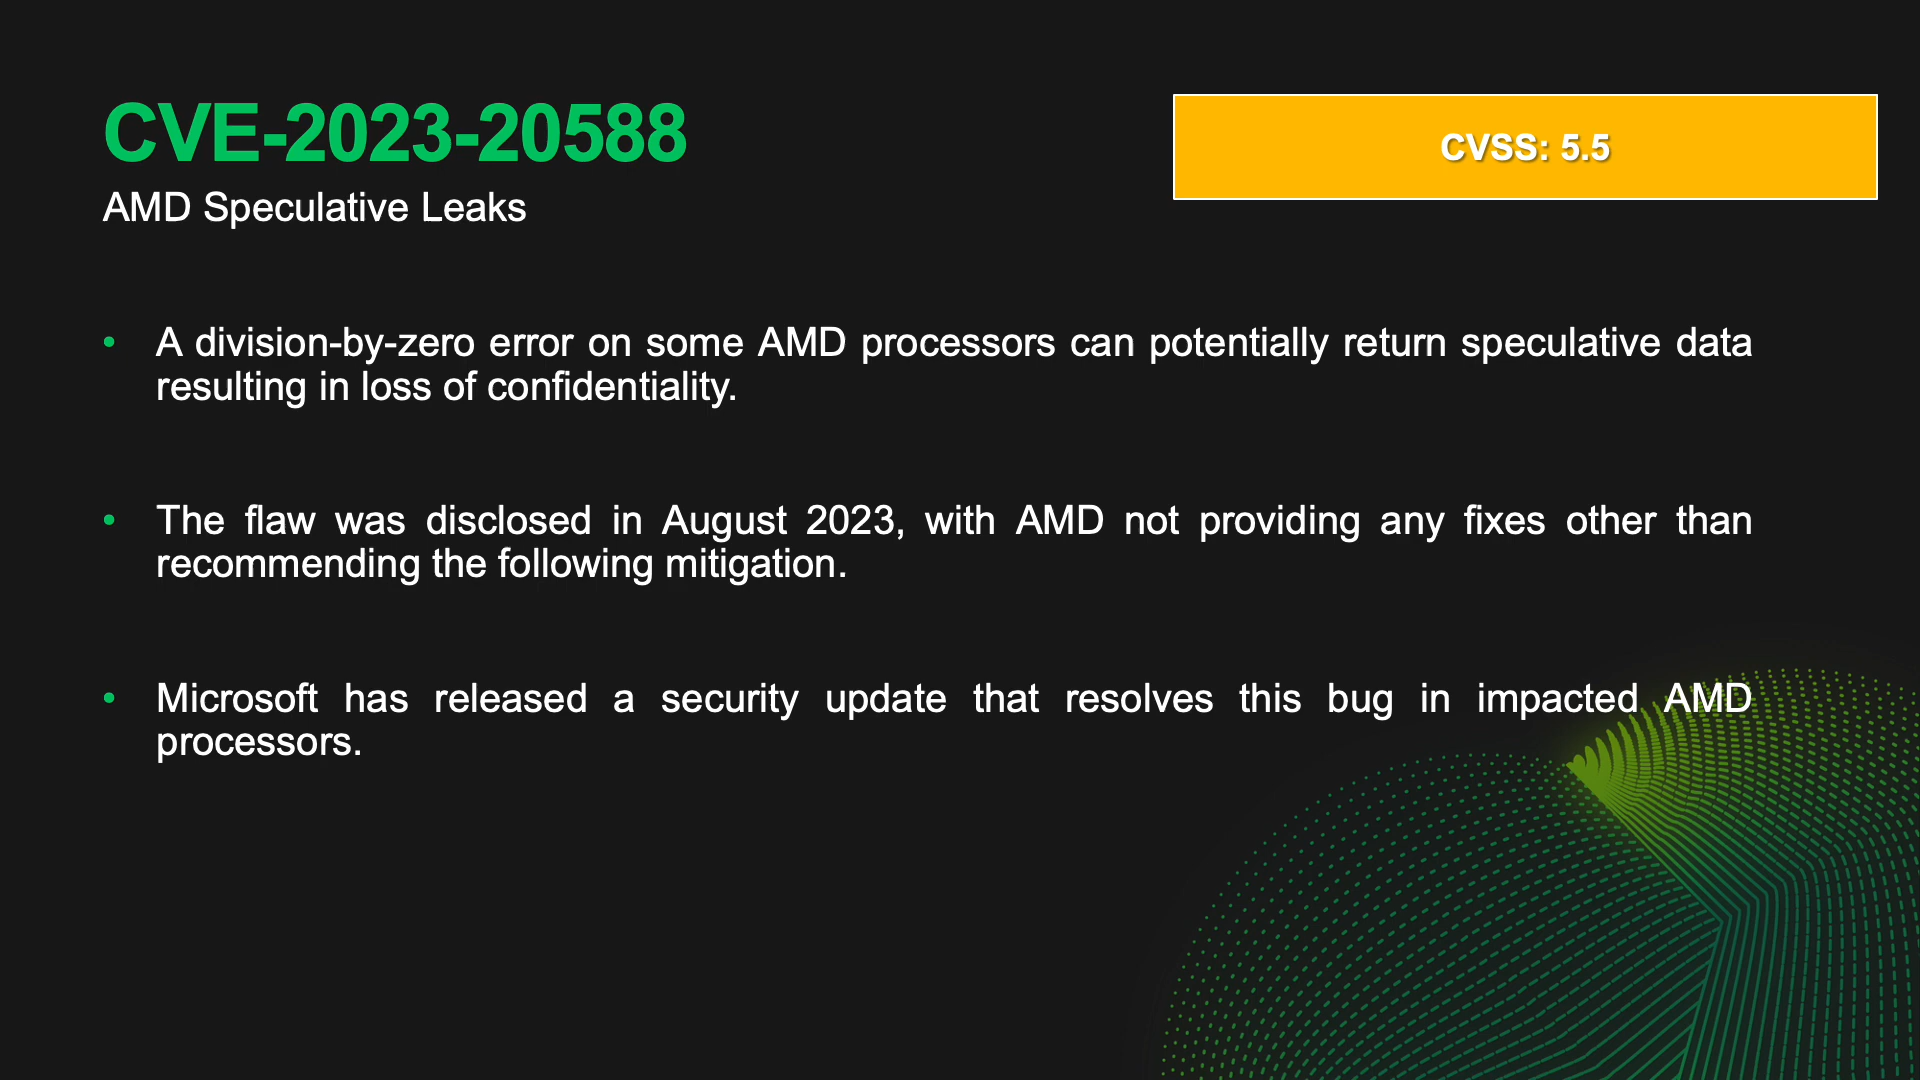 CVE-2023-20588
CVSS: 5.5
AMD Speculative Leaks
• A division-by-zero error on some AMD processors can potentially return speculative data
resulting in loss of confidentiality.
• The flaw was disclosed in August 2023, with AMD not providing any fixes other than
recommending the following mitigation.
• Microsoft has released a security update that resolves this bug in impacted AMD
processors.